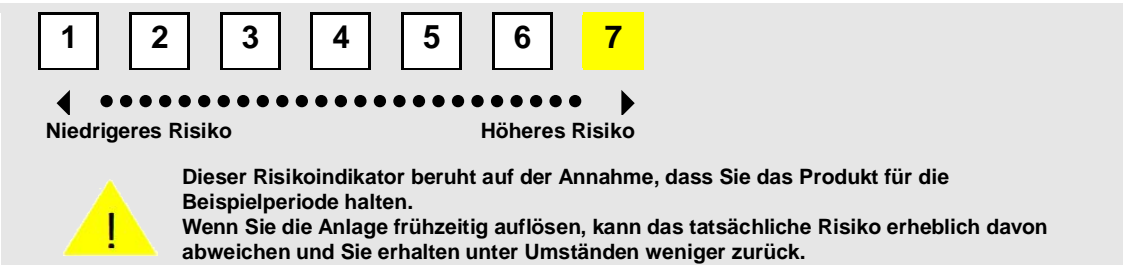 1 2 3 4 5 6 7
Niedrigeres Risiko Höheres Risiko
!
Dieser Risikoindikator beruht auf der Annahme, dass Sie das Produkt für die
Beispielperiode halten.
Wenn Sie die Anlage frühzeitig auflösen, kann das tatsächliche Risiko erheblich davon
abweichen und Sie erhalten unter Umständen weniger zurück.